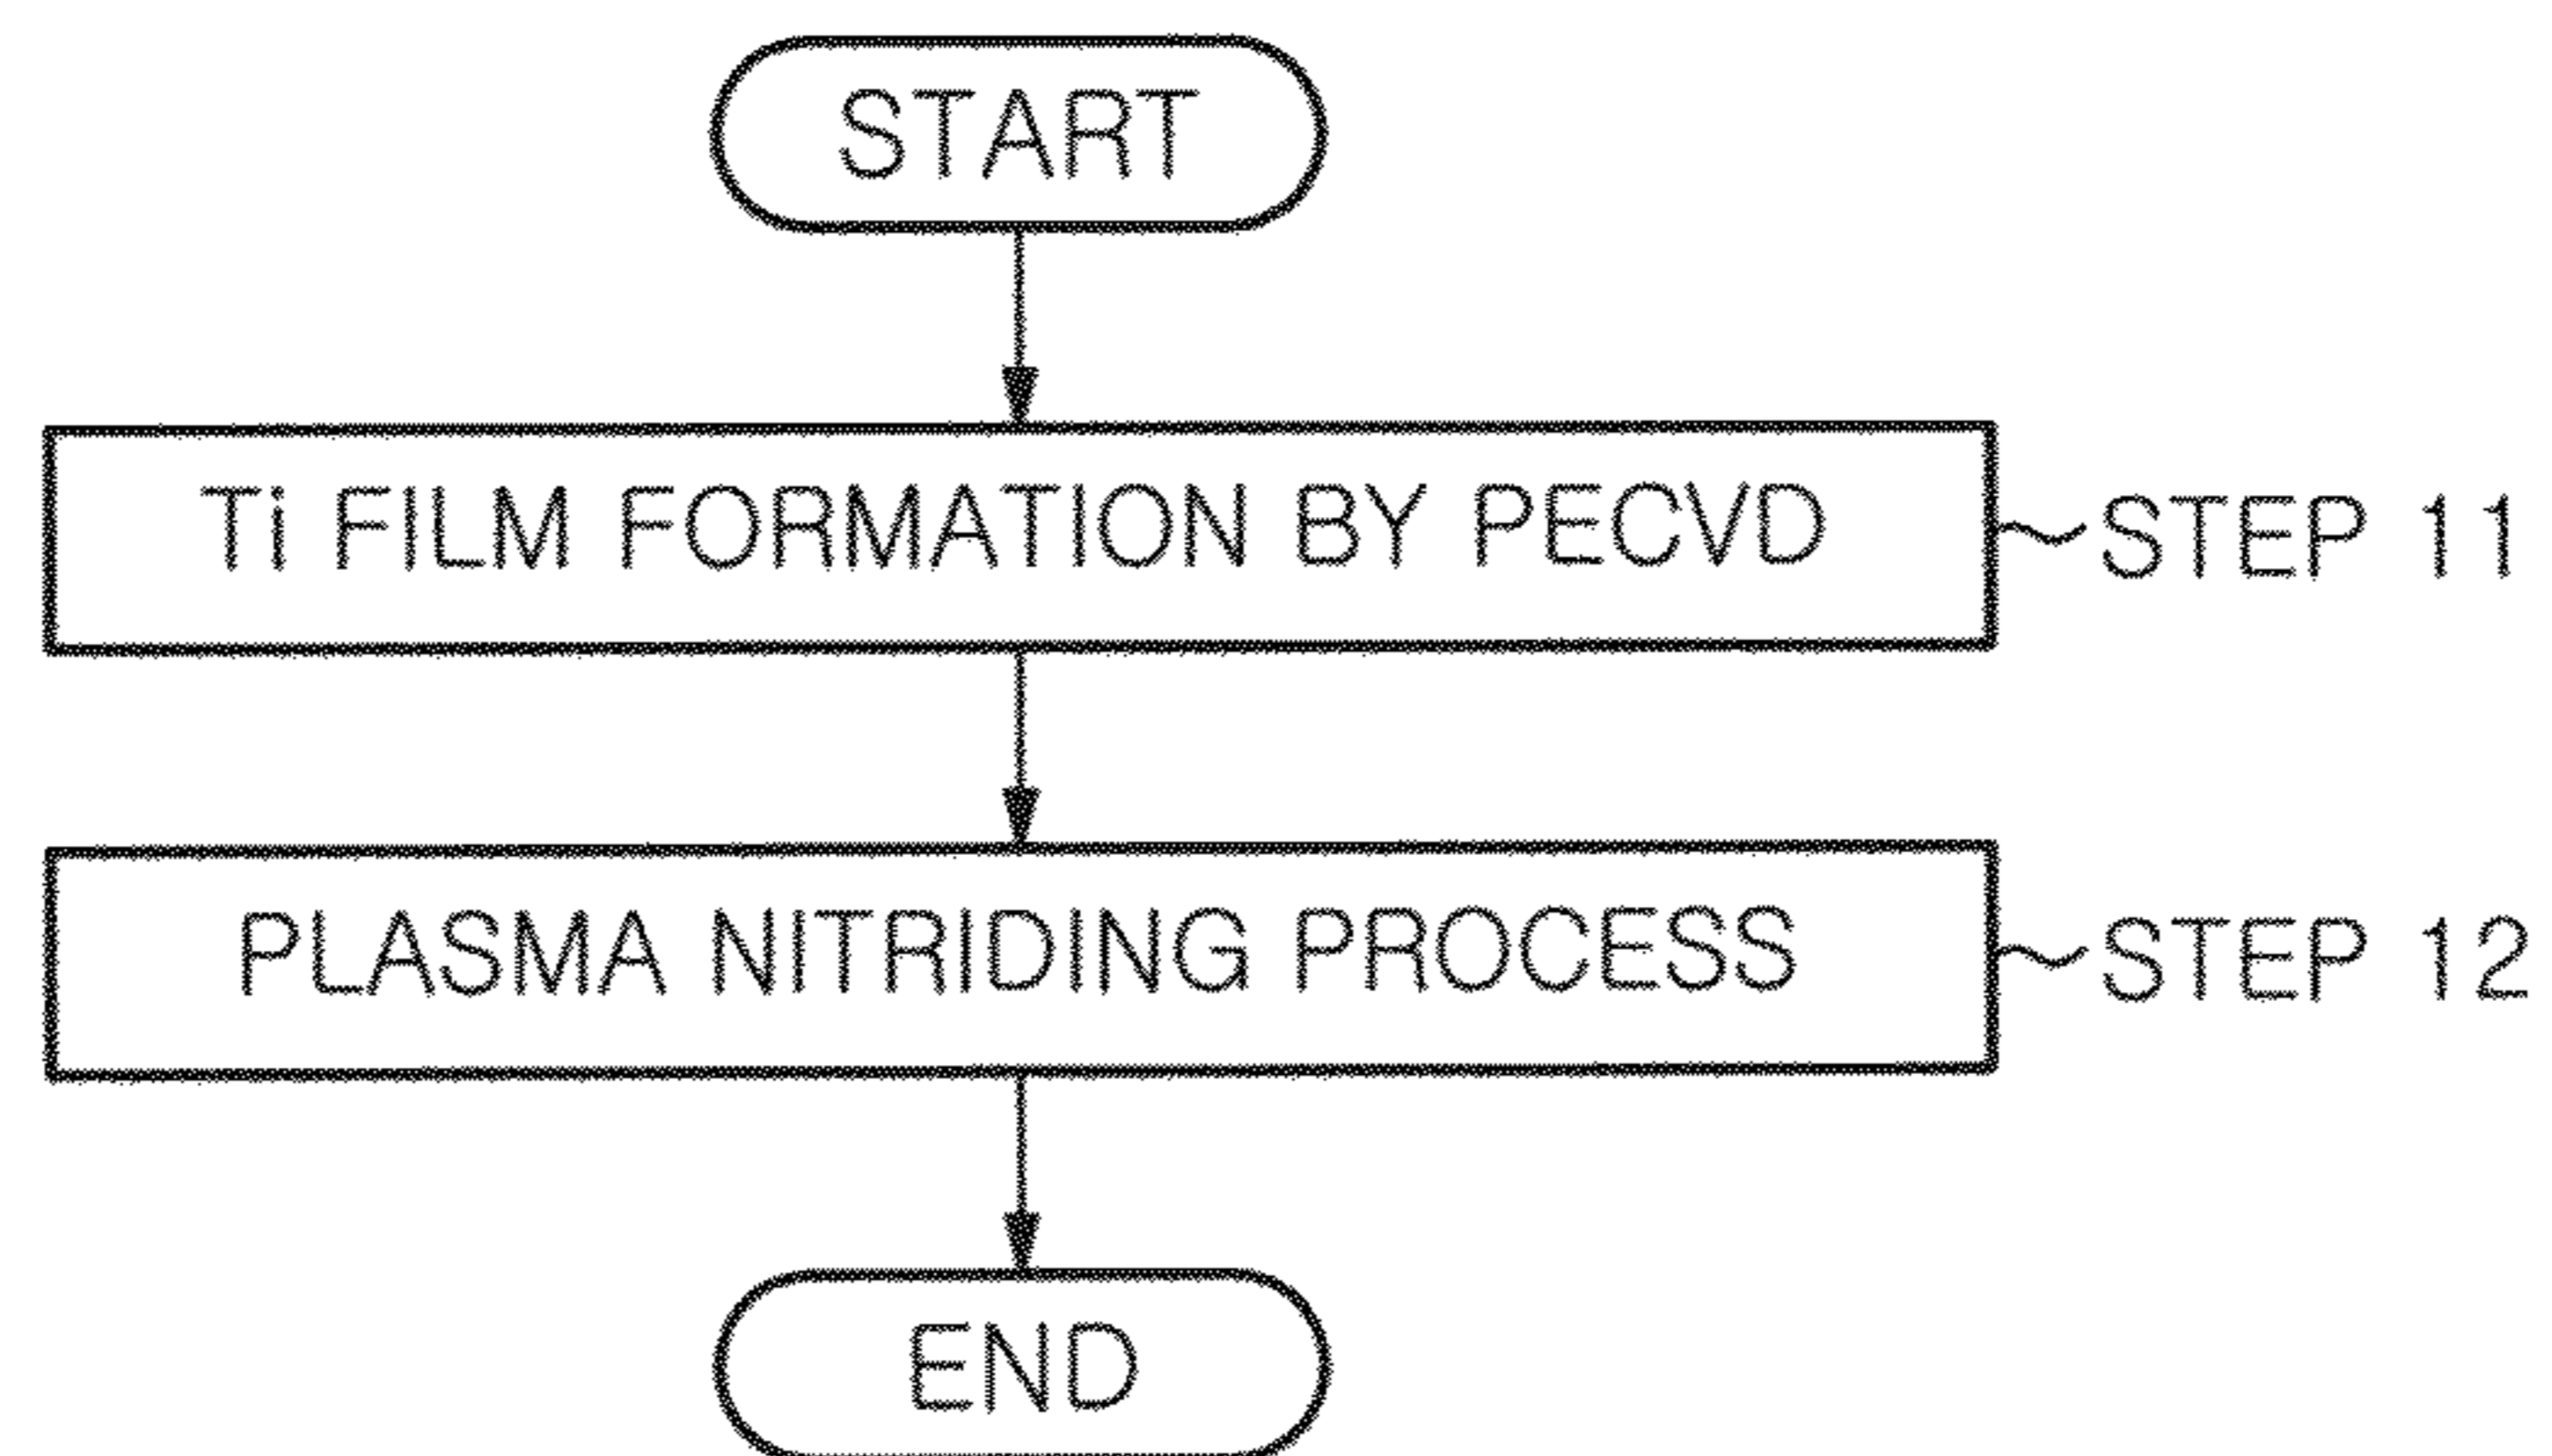 START
Ti FILM FORMATION BY PECVD
STEP 11
PLASMA NITRIDING PROCESS
STEP 12
END